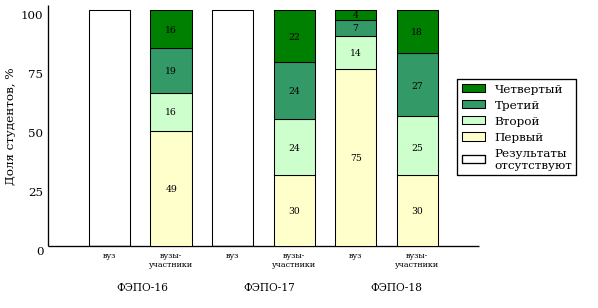 Доля студентов, %
100
75
50
25
0
16
19
16
49
22
24
24
30
4
7
14
75
18
27
25
30
вуз
вузы-
участники
вуз
вузы-
участники
вуз
вузы-
участники
ФЭПО-16
ФЭПО-17
ФЭПО-18
Четвертый
Третий
Второй
Первый
Результаты
отсутствуют